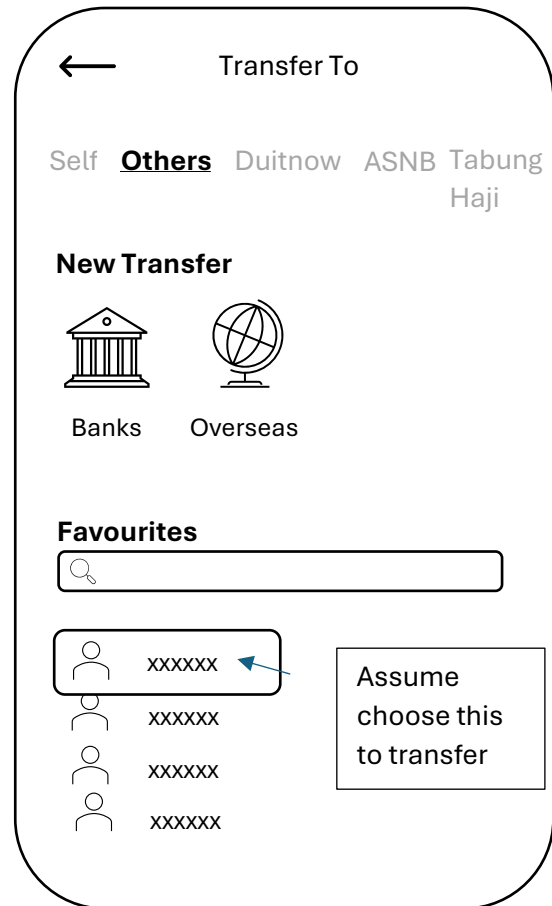 Transfer To
Self Others Duitnow ASNB Tabung
Haji
New Transfer
Banks Overseas
Favourites
xxxxxx
xxxxxx
xxxxxx
xxxxxx
Assume
choose this
to transfer